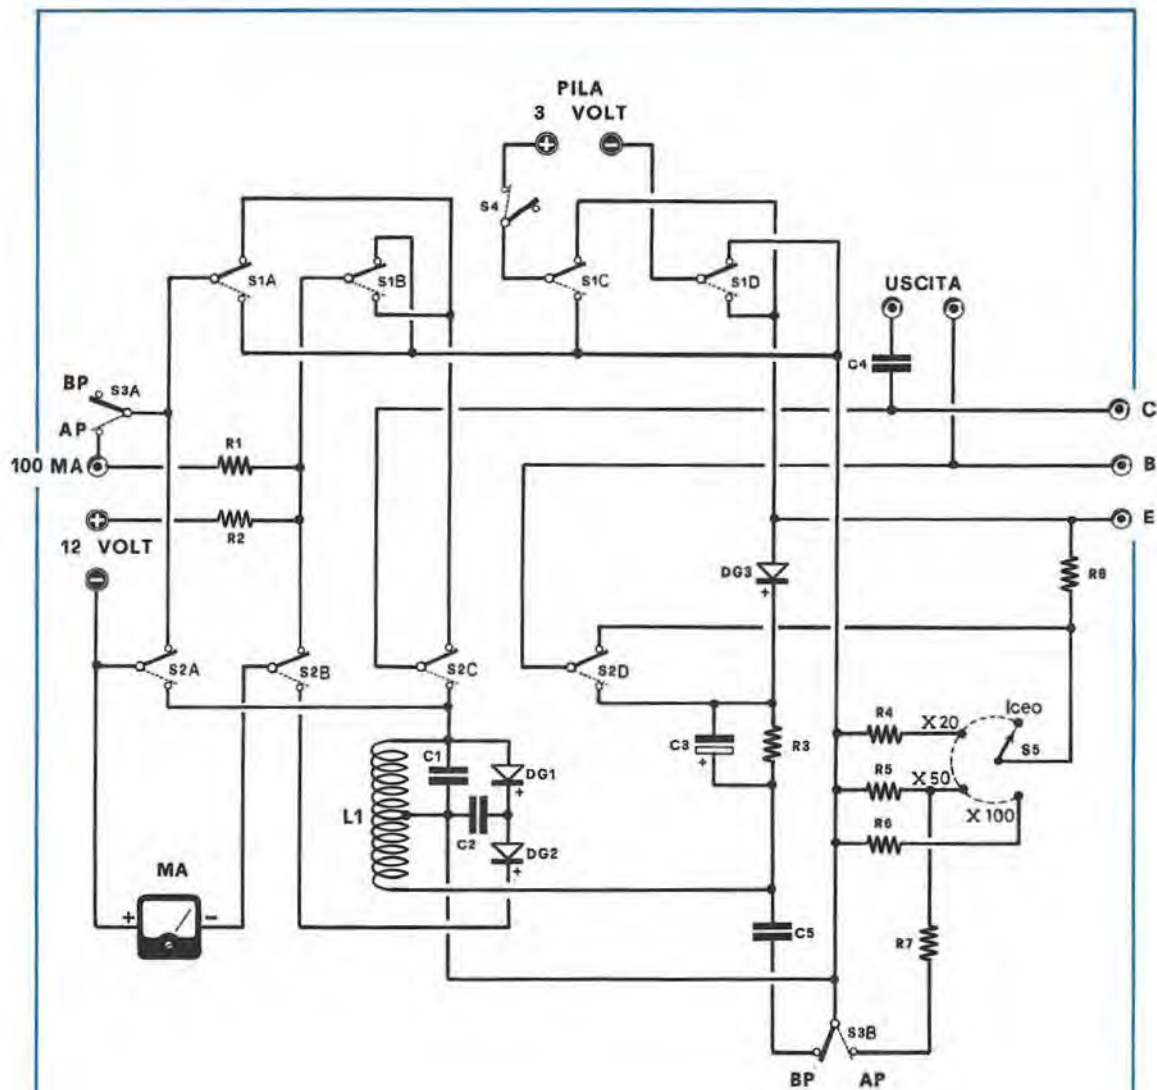 PILA
3 VOLT
+ -
S4
S1A
S1B
S1C
S1D
USCITA
C4
BP
S3A
AP
100 MA
R1
C
B
E
+
R2
12 VOLT
-
DG3
+
R8
S2A
S2B
S2C
S2D
C1
DG1
+
C3
+
R3
R4
X 20
Iceo
S5
R5
X 50
X 100
R6
L1
C2
DG2
+
MA
+ -
C5
R7
S3B
BP AP